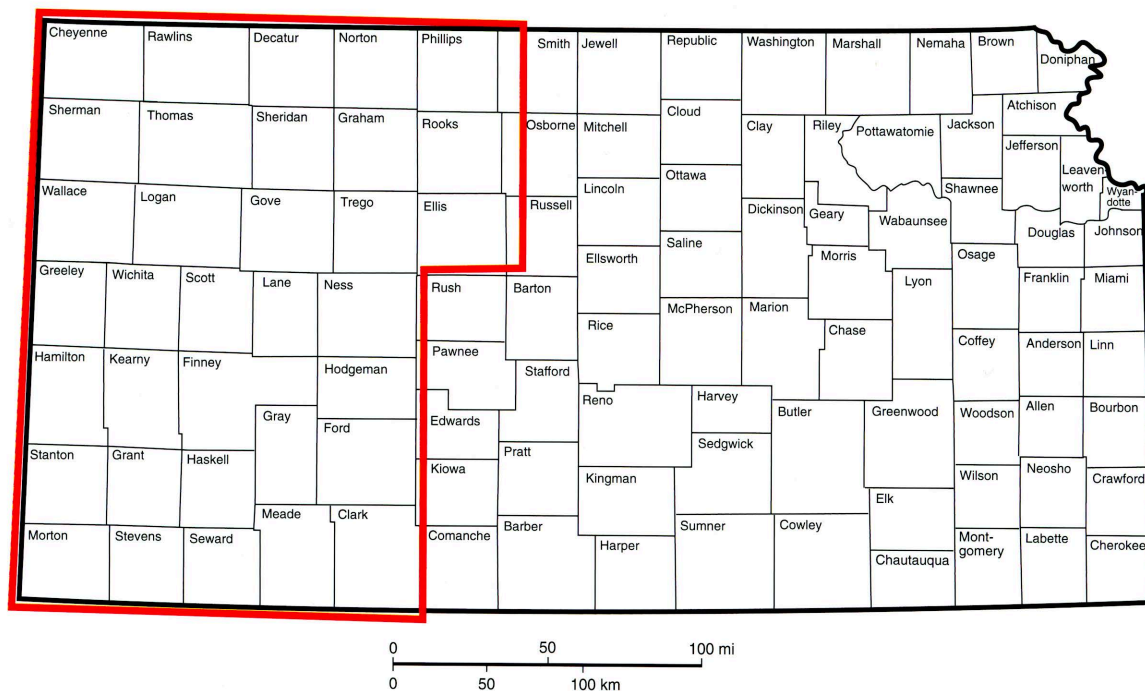 Cheyenne
Rawlins
Decatur
Norton
Phillips
Smith
Jewell
Republic
Washington
Marshall
Nemaha
Brown
Doniphan
Sherman
Thomas
Sheridan
Graham
Rooks
Osborne
Mitchell
Cloud
Clay
Riley
Pottawatomie
Jackson
Atchison
Jefferson
Leaven-
worth
Wyan-
dotte
Wallace
Logan
Gove
Trego
Ellis
Russell
Lincoln
Ottawa
Dickinson
Geary
Wabaunsee
Shawnee
Douglas
Johnson
Greeley
Wichita
Scott
Lane
Ness
Rush
Barton
Ellsworth
Saline
Morris
Lyon
Osage
Franklin
Miami
Hamilton
Kearny
Finney
Hodgeman
Pawnee
Stafford
Rice
McPherson
Marion
Chase
Coffey
Anderson
Linn
Gray
Ford
Edwards
Reno
Harvey
Butler
Greenwood
Woodson
Allen
Bourbon
Stanton
Grant
Haskell
Kiowa
Pratt
Kingman
Sedgwick
Elk
Wilson
Neosho
Crawford
Morton
Stevens
Seward
Meade
Clark
Comanche
Barber
Harper
Sumner
Cowley
Chautauqua
Mont-
gomery
Labette
Cherokee
0 50 100 mi
0 50 100 km